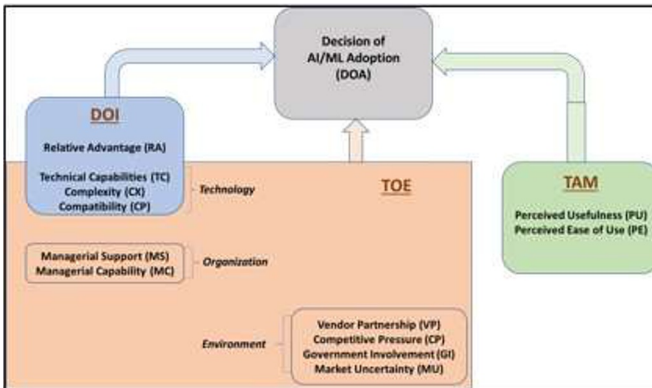 Decision of
AI/ML Adoption
(DOA)
DOI
Relative Advantage (RA)
Technical Capabilities (TC)
Complexity (CX)
Compatibility (CP)
Technology
TOE
TAM
Perceived Usefulness (PU)
Perceived Ease of Use (PE)
Managerial Support (MS)
Managerial Capability (MC)
Organization
Environment
Vendor Partnership (VP)
Competitive Pressure (CP)
Government Involvement (GI)
Market Uncertainty (MU)